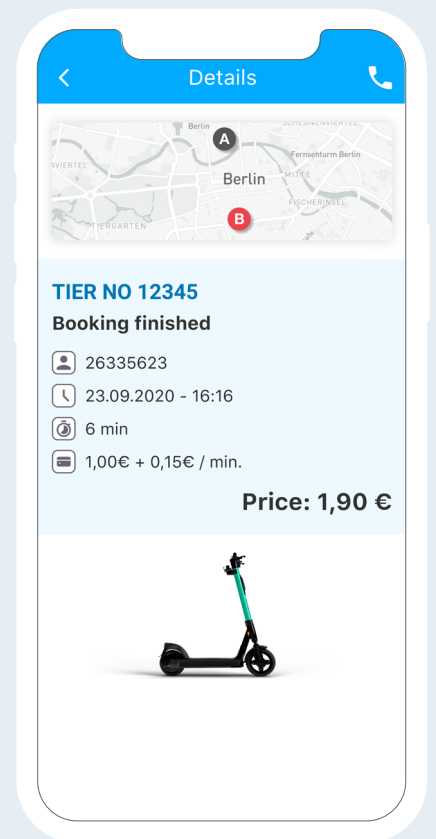 Details
Berlin
SCHEUNENVIERTEL
A
Fernsehturm Berlin
AVIERTEL
Berlin
MITTE
FISCHERINSEL
B
TIERGARTEN
TIER NO 12345
Booking finished
26335623
23.09.2020 - 16:16
6 min
1,00€ + 0,15€ / min.
Price: 1,90 €